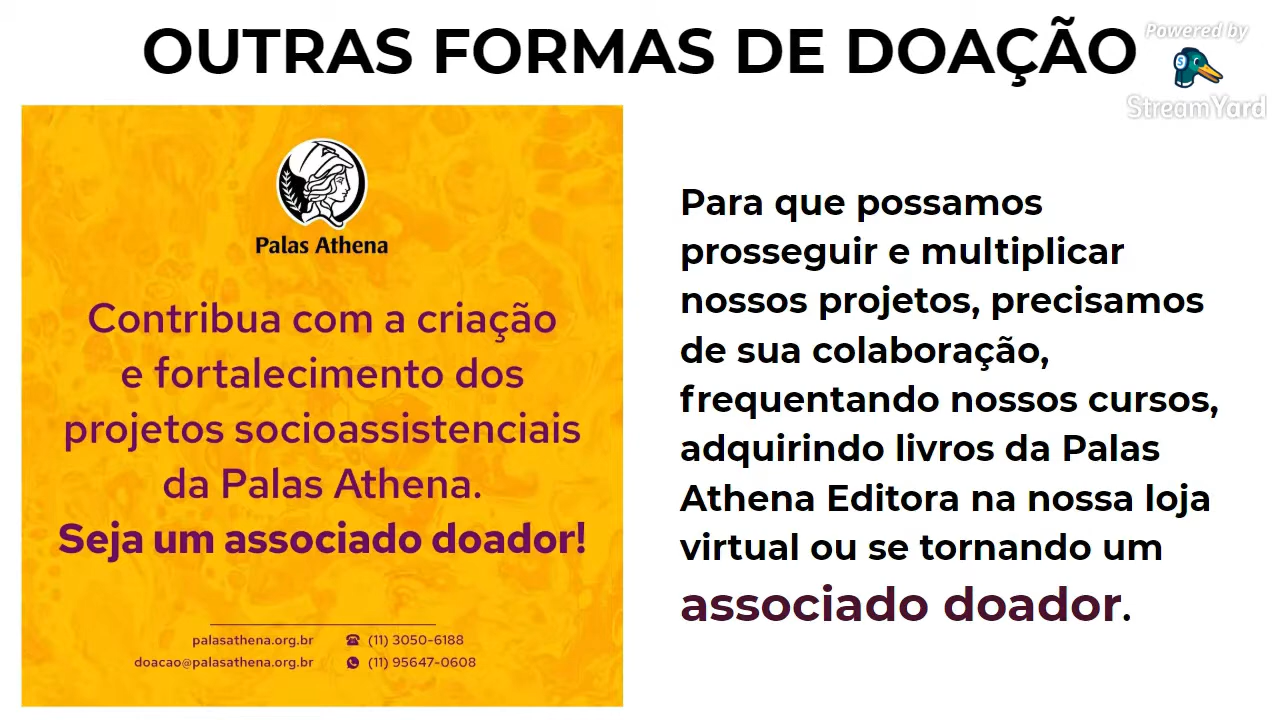 OUTRAS FORMAS DE DOAÇÃO
Powered by
StreamYard
Palas Athena
Contribua com a criação
e fortalecimento dos
projetos socioassistenciais
da Palas Athena.
Seja um associado doador!
palasathena.org.br
(11) 3050-6188
doacao@palasathena.org.br
(11) 95647-0608
Para que possamos
prosseguir e multiplicar
nossos projetos, precisamos
de sua colaboração,
frequentando nossos cursos,
adquirindo livros da Palas
Athena Editora na nossa loja
virtual ou se tornando um
associado doador.